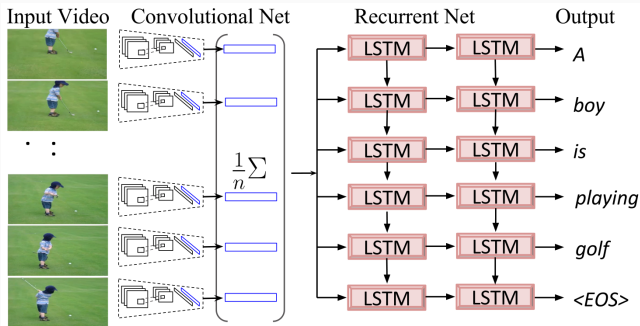 Input Video Convolutional Net Recurrent Net Output
LSTM LSTM A
LSTM LSTM boy
1/n Σ
LSTM LSTM is
LSTM LSTM playing
LSTM LSTM golf
LSTM LSTM <EOS>